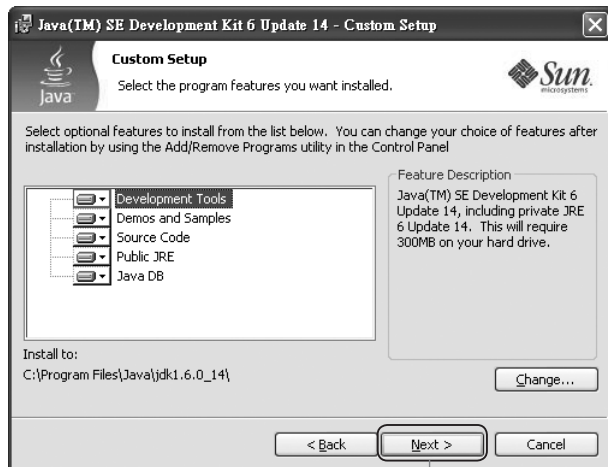 Java(TM) SE Development Kit 6 Update 14 - Custom Setup
Java
Custom Setup
Select the program features you want installed.
Sun
microsystems
Select optional features to install from the list below. You can change your choice of features after
installation by using the Add/Remove Programs utility in the Control Panel
Development Tools
Demos and Samples
Source Code
Public JRE
Java DB
Feature Description
Java(TM) SE Development Kit 6
Update 14, including private JRE
6 Update 14. This will require
300MB on your hard drive.
Install to:
C:\Program Files\Java\jdk1.6.0_14\
Change...
< Back
Next >
Cancel